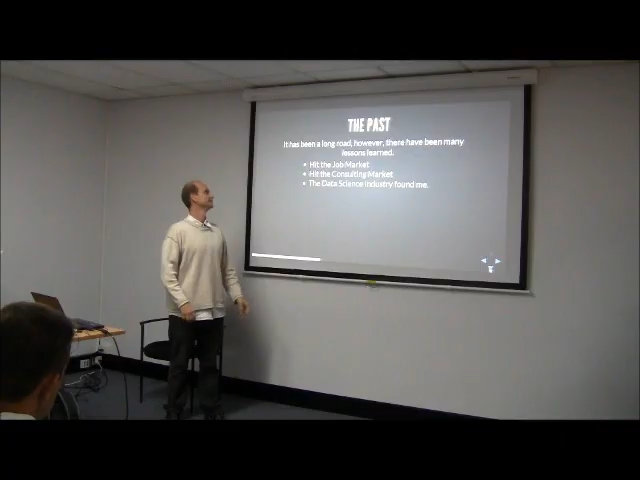 THE PAST
It has been a long road, however, there have been many
lessons learned.
Hit the Job Market
Hit the Consulting Market
The Data Science Industry found me.